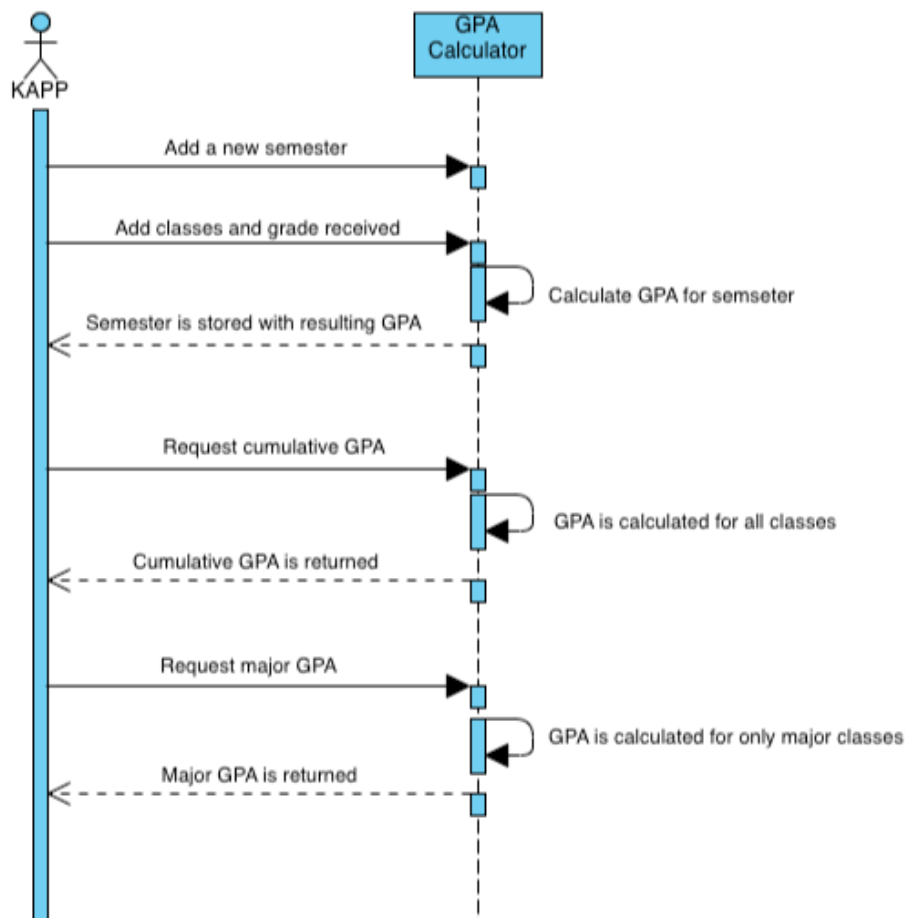 GPA
Calculator
KAPP
Add a new semester
Add classes and grade received
Calculate GPA for semseter
Semester is stored with resulting GPA
Request cumulative GPA
GPA is calculated for all classes
Cumulative GPA is returned
Request major GPA
GPA is calculated for only major classes
Major GPA is returned